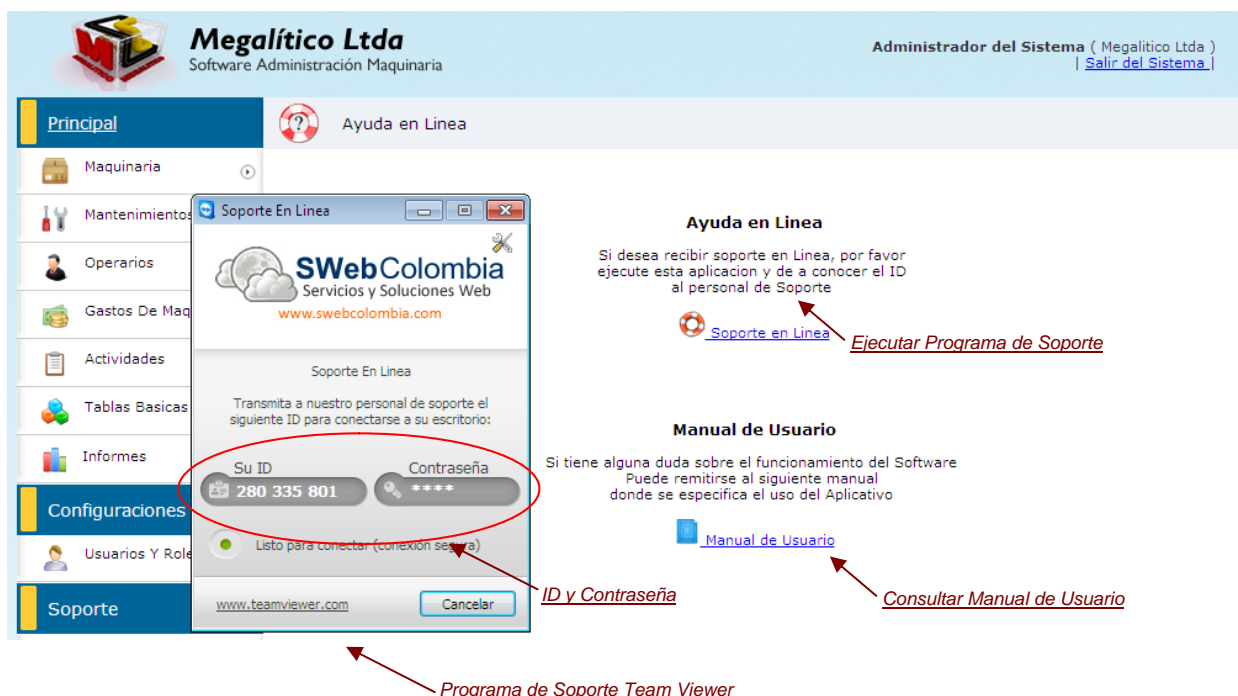 Megalítico Ltda
Software Administración Maquinaria
Administrador del Sistema ( Megalitico Ltda )
| Salir del Sistema |
Principal
Ayuda en Linea
Maquinaria
Mantenimientos
Operarios
Gastos De Maq
Actividades
Tablas Basicas
Informes
Configuraciones
Usuarios Y Role
Soporte
Soporte En Linea
SWebColombia
Servicios y Soluciones Web
www.swebcolombia.com
Soporte En Linea
Transmita a nuestro personal de soporte el
siguiente ID para conectarse a su escritorio:
Su ID
Contraseña
280 335 801
****
Listo para conectar (conexión segura)
www.teamviewer.com
Cancelar
Ayuda en Linea
Si desea recibir soporte en Linea, por favor
ejecute esta aplicacion y de a conocer el ID
al personal de Soporte
Soporte en Linea
Ejecutar Programa de Soporte
Manual de Usuario
Si tiene alguna duda sobre el funcionamiento del Software
Puede remitirse al siguiente manual
donde se especifica el uso del Aplicativo
Manual de Usuario
ID y Contraseña
Consultar Manual de Usuario
Programa de Soporte Team Viewer